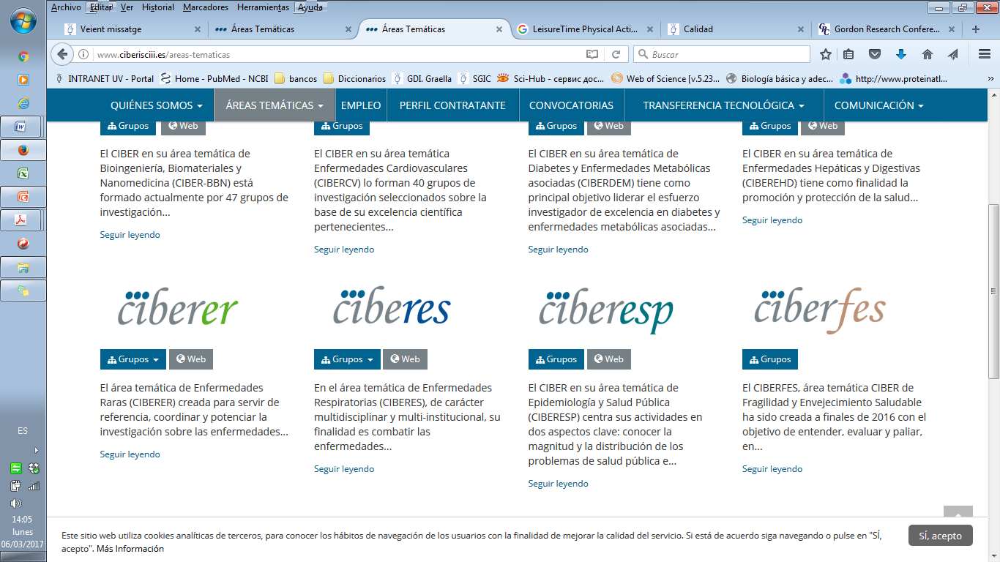 Archivo Editar Ver Historial Marcadores Herramientas Ayuda
Veient missatge
Áreas Temáticas
Áreas Temáticas
LeisureTime Physical Acti...
Calidad
Gordon Research Confere...
www.ciberisciii.es/areas-tematicas
Buscar
INTRANET UV - Portal
Home - PubMed - NCBI
bancos
Diccionarios
GDI. Graella
SGIC
Sci-Hub - сервис дос...
Web of Science [v.5.23...
Biología básica y adec...
http://www.proteinatl...
QUIÉNES SOMOS
ÁREAS TEMÁTICAS
EMPLEO
PERFIL CONTRATANTE
CONVOCATORIAS
TRANSFERENCIA TECNOLÓGICA
COMUNICACIÓN
Grupos Web
El CIBER en su área temática de
Bioingeniería, Biomateriales y
Nanomedicina (CIBER-BBN) está
formado actualmente por 47 grupos de
investigación...
Seguir leyendo
Grupos
El CIBER en su área temática
Enfermedades Cardiovasculares
(CIBERCV) lo forman 40 grupos de
investigación seleccionados sobre la
base de su excelencia científica
pertenecientes...
Seguir leyendo
Grupos Web
El CIBER en su área temática de
Diabetes y Enfermedades Metabólicas
asociadas (CIBERDEM) tiene como
principal objetivo liderar el esfuerzo
investigador de excelencia en diabetes y
enfermedades metabólicas asociadas...
Seguir leyendo
Grupos Web
El CIBER en su área temática de
Enfermedades Hepáticas y Digestivas
(CIBEREHD) tiene como finalidad la
promoción y protección de la salud...
Seguir leyendo
ciberer
Grupos Web
El área temática de Enfermedades
Raras (CIBERER) creada para servir de
referencia, coordinar y potenciar la
investigación sobre las enfermedades...
Seguir leyendo
ciberes
Grupos Web
En el área temática de Enfermedades
Respiratorias (CIBERES), de carácter
multidisciplinar y multi-institucional, su
finalidad es combatir las
enfermedades...
Seguir leyendo
ciberesp
Grupos Web
El CIBER en su área temática de
Epidemiología y Salud Pública
(CIBERESP) centra sus actividades en
dos aspectos clave: conocer la
magnitud y la distribución de los
problemas de salud pública e...
Seguir leyendo
ciberfes
Grupos
El CIBERFES, área temática CIBER de
Fragilidad y Envejecimiento Saludable
ha sido creada a finales de 2016 con el
objetivo de entender, evaluar y paliar,
en...
Seguir leyendo
Este sitio web utiliza cookies analíticas de terceros, para conocer los hábitos de navegación de los usuarios con la finalidad de mejorar la calidad del servicio. Si está de acuerdo siga navegando o pulse en "SÍ,
acepto". Más Información
SÍ, acepto
ES
14:05
lunes
06/03/2017